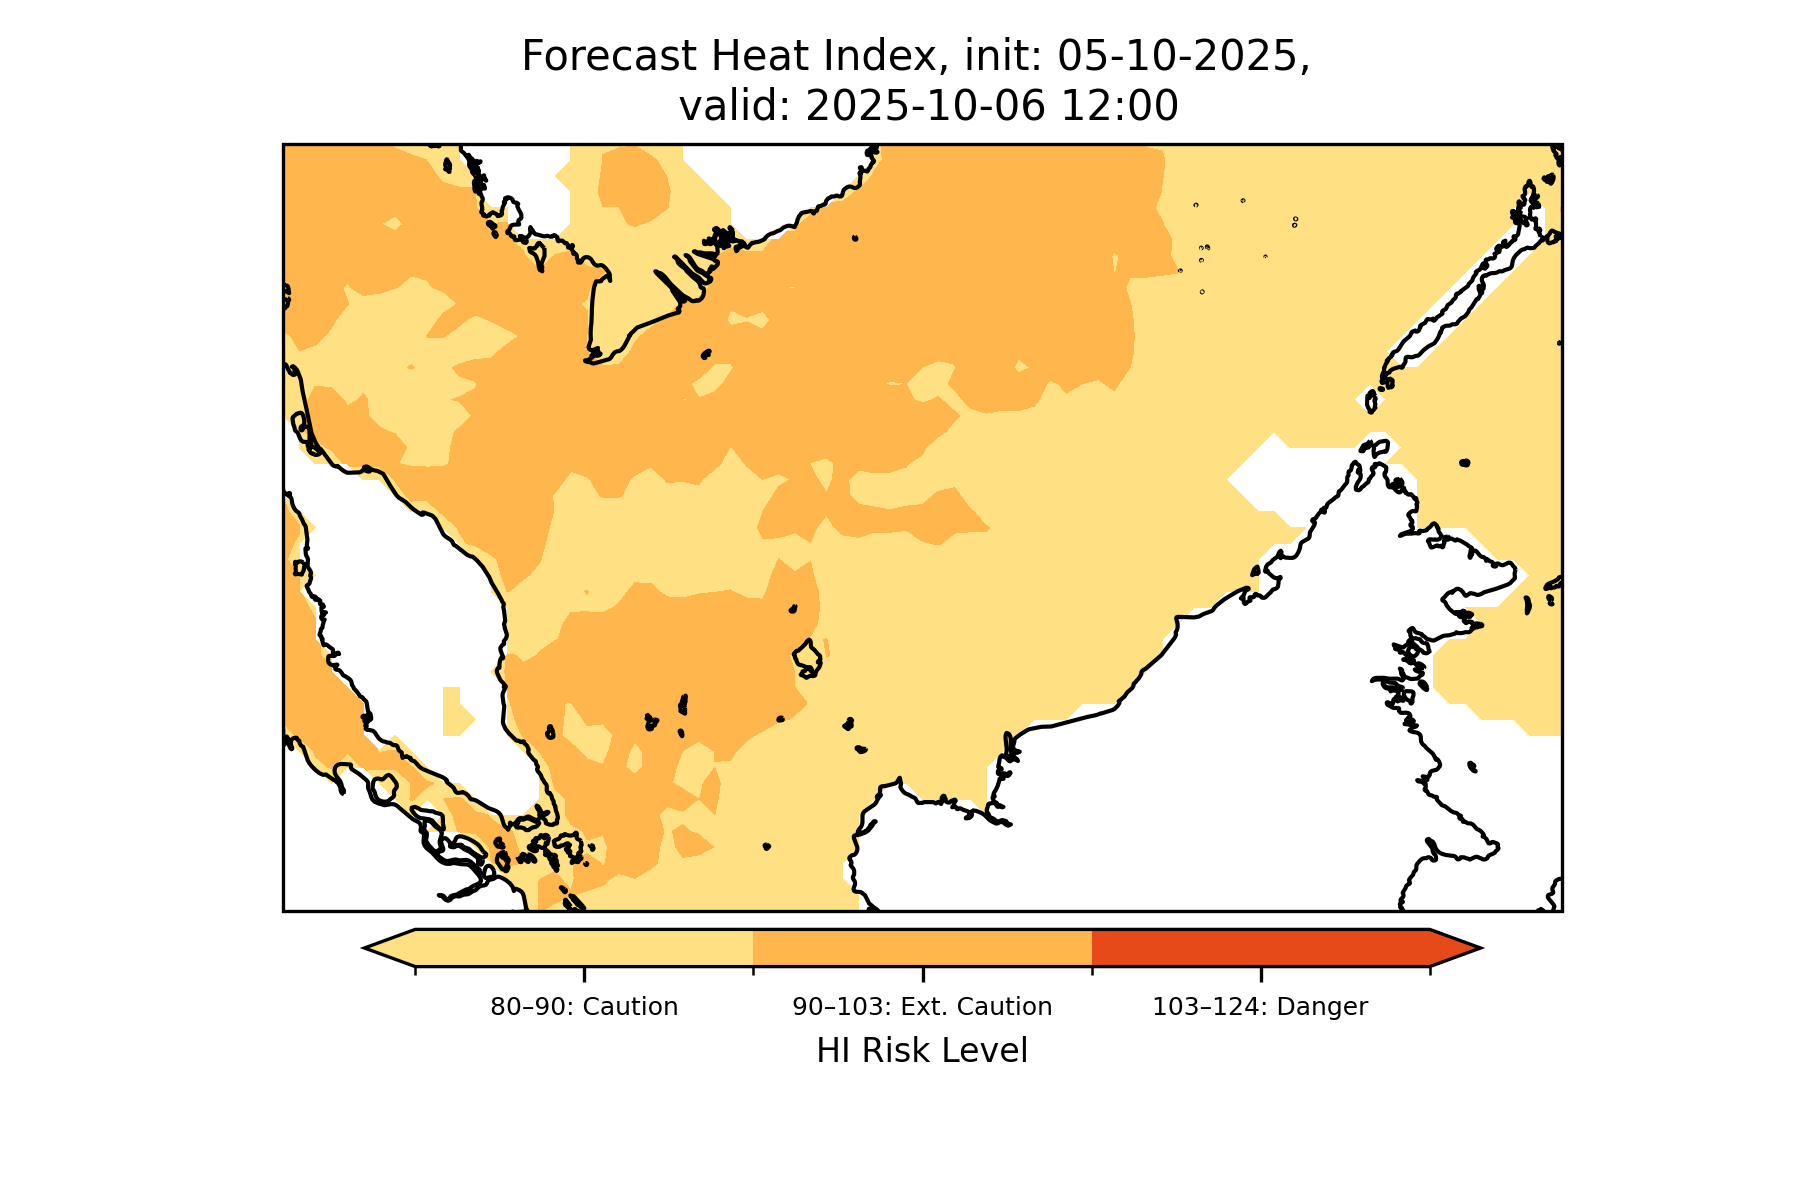 Forecast Heat Index, init: 05-10-2025,
valid: 2025-10-06 12:00
80–90: Caution
90–103: Ext. Caution
103–124: Danger
HI Risk Level